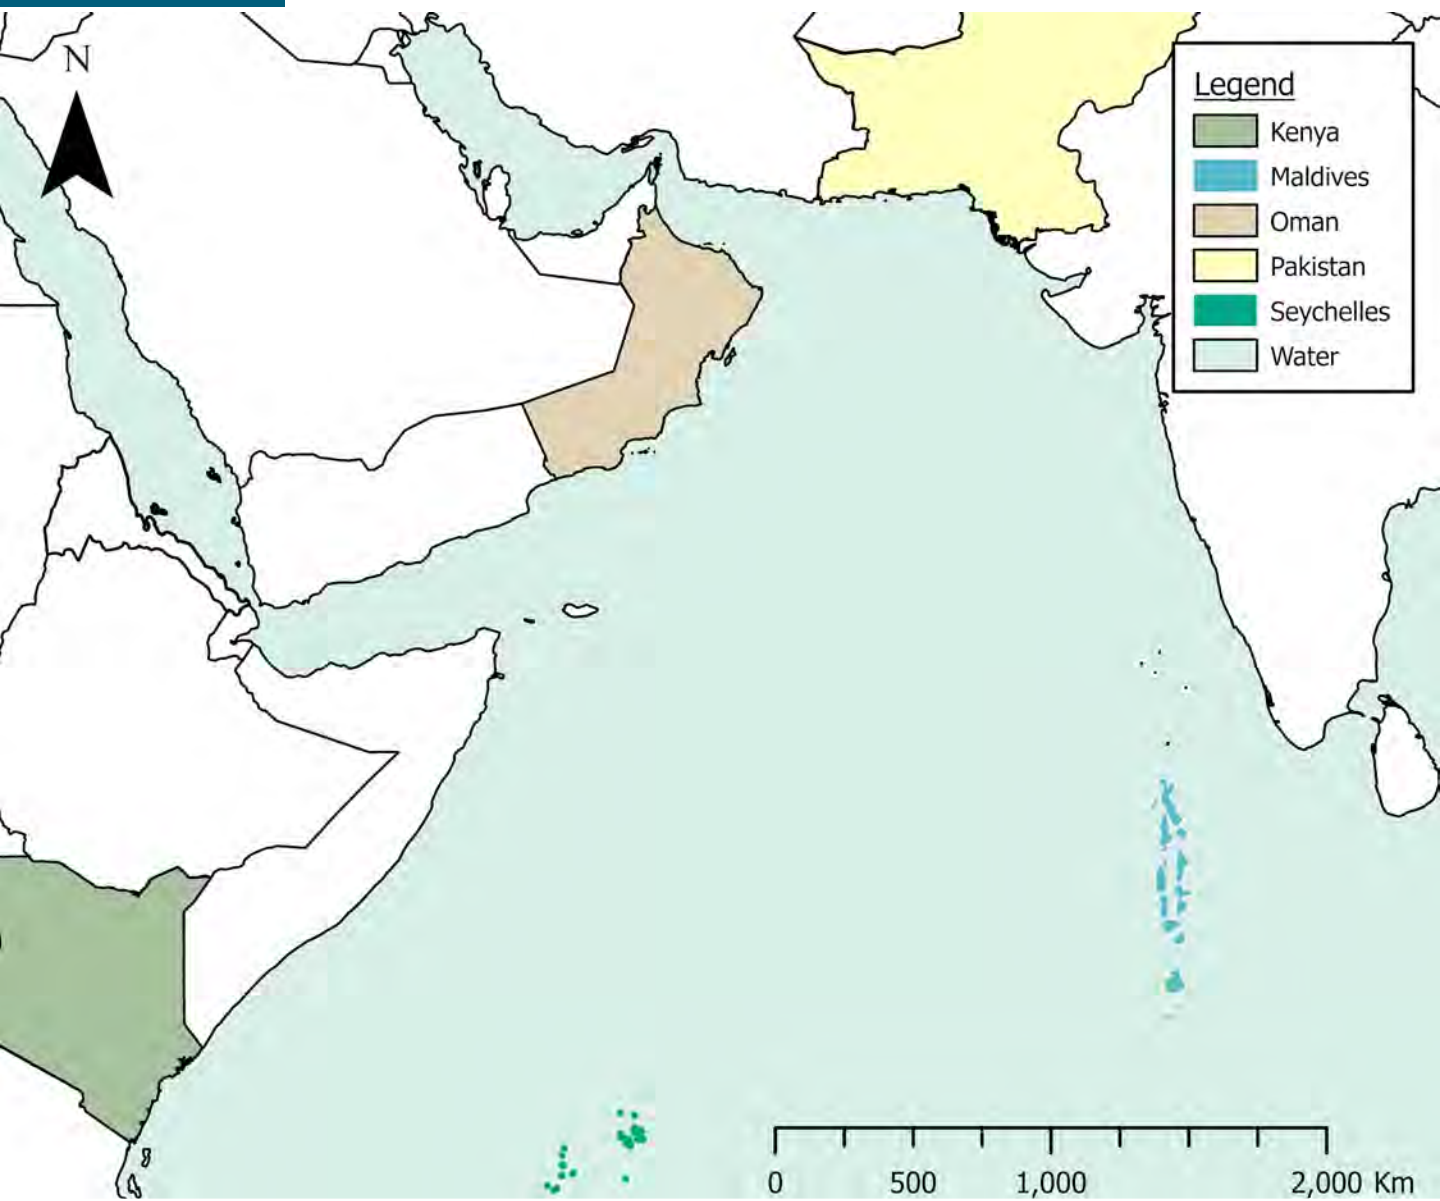 N
Legend
Kenya
Maldives
Oman
Pakistan
Seychelles
Water
0 500 1,000 2,000 Km